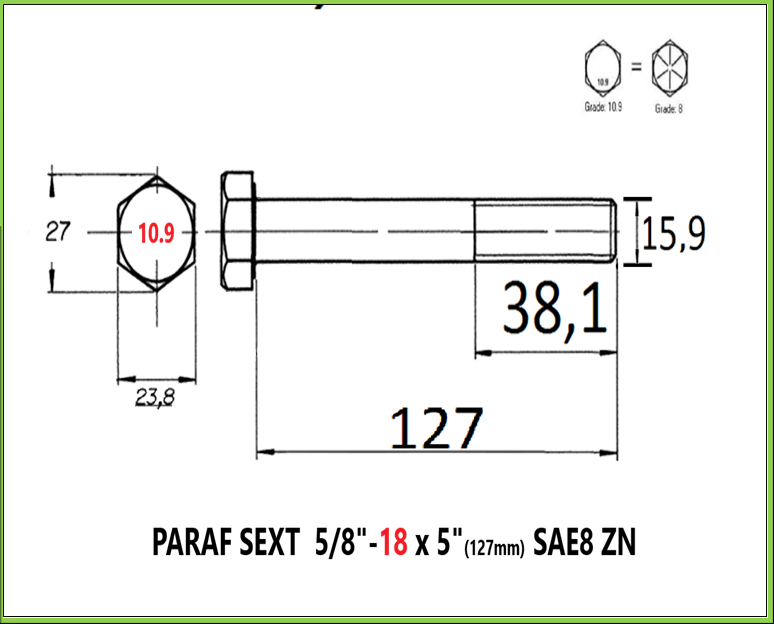 10.9
=
Grade: 10.9
Grade: 8
27
10.9
15,9
38,1
23,8
127
PARAF SEXT 5/8"-18 x 5"(127mm) SAE8 ZN